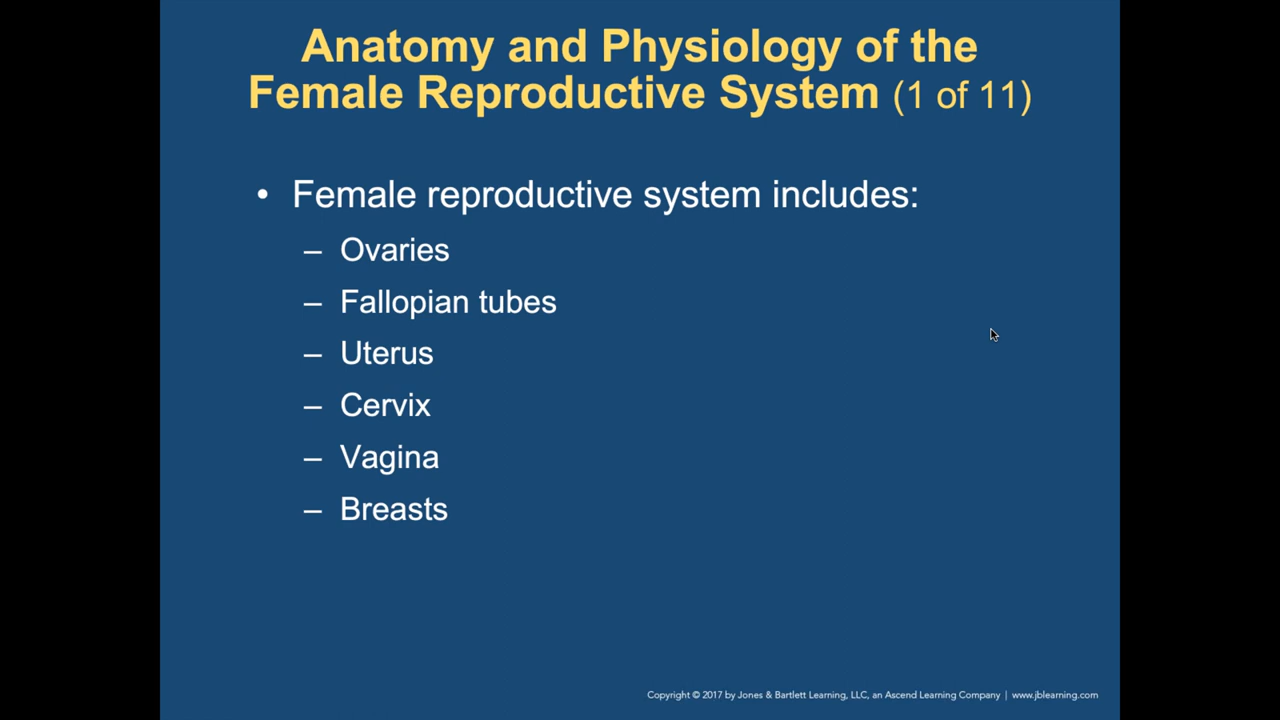 Anatomy and Physiology of the
Female Reproductive System (1 of 11)
• Female reproductive system includes:
– Ovaries
– Fallopian tubes
– Uterus
– Cervix
– Vagina
– Breasts
Copyright © 2017 by Jones & Bartlett Learning, LLC, an Ascend Learning Company | www.jblearning.com